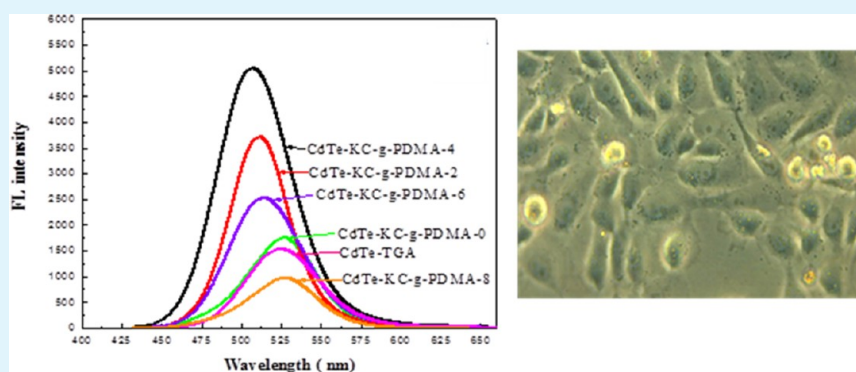 6000
5500
5000
4500
4000
3500
3000
2500
2000
1500
1000
500
0
FL intensity
CdTe-KC-g-PDMA-4
CdTe-KC-g-PDMA-2
CdTe-KC-g-PDMA-6
CdTe-KC-g-PDMA-0
CdTe-TGA
CdTe-KC-g-PDMA-8
400 425 450 475 500 525 550 575 600 625 650
Wavelength ( nm)